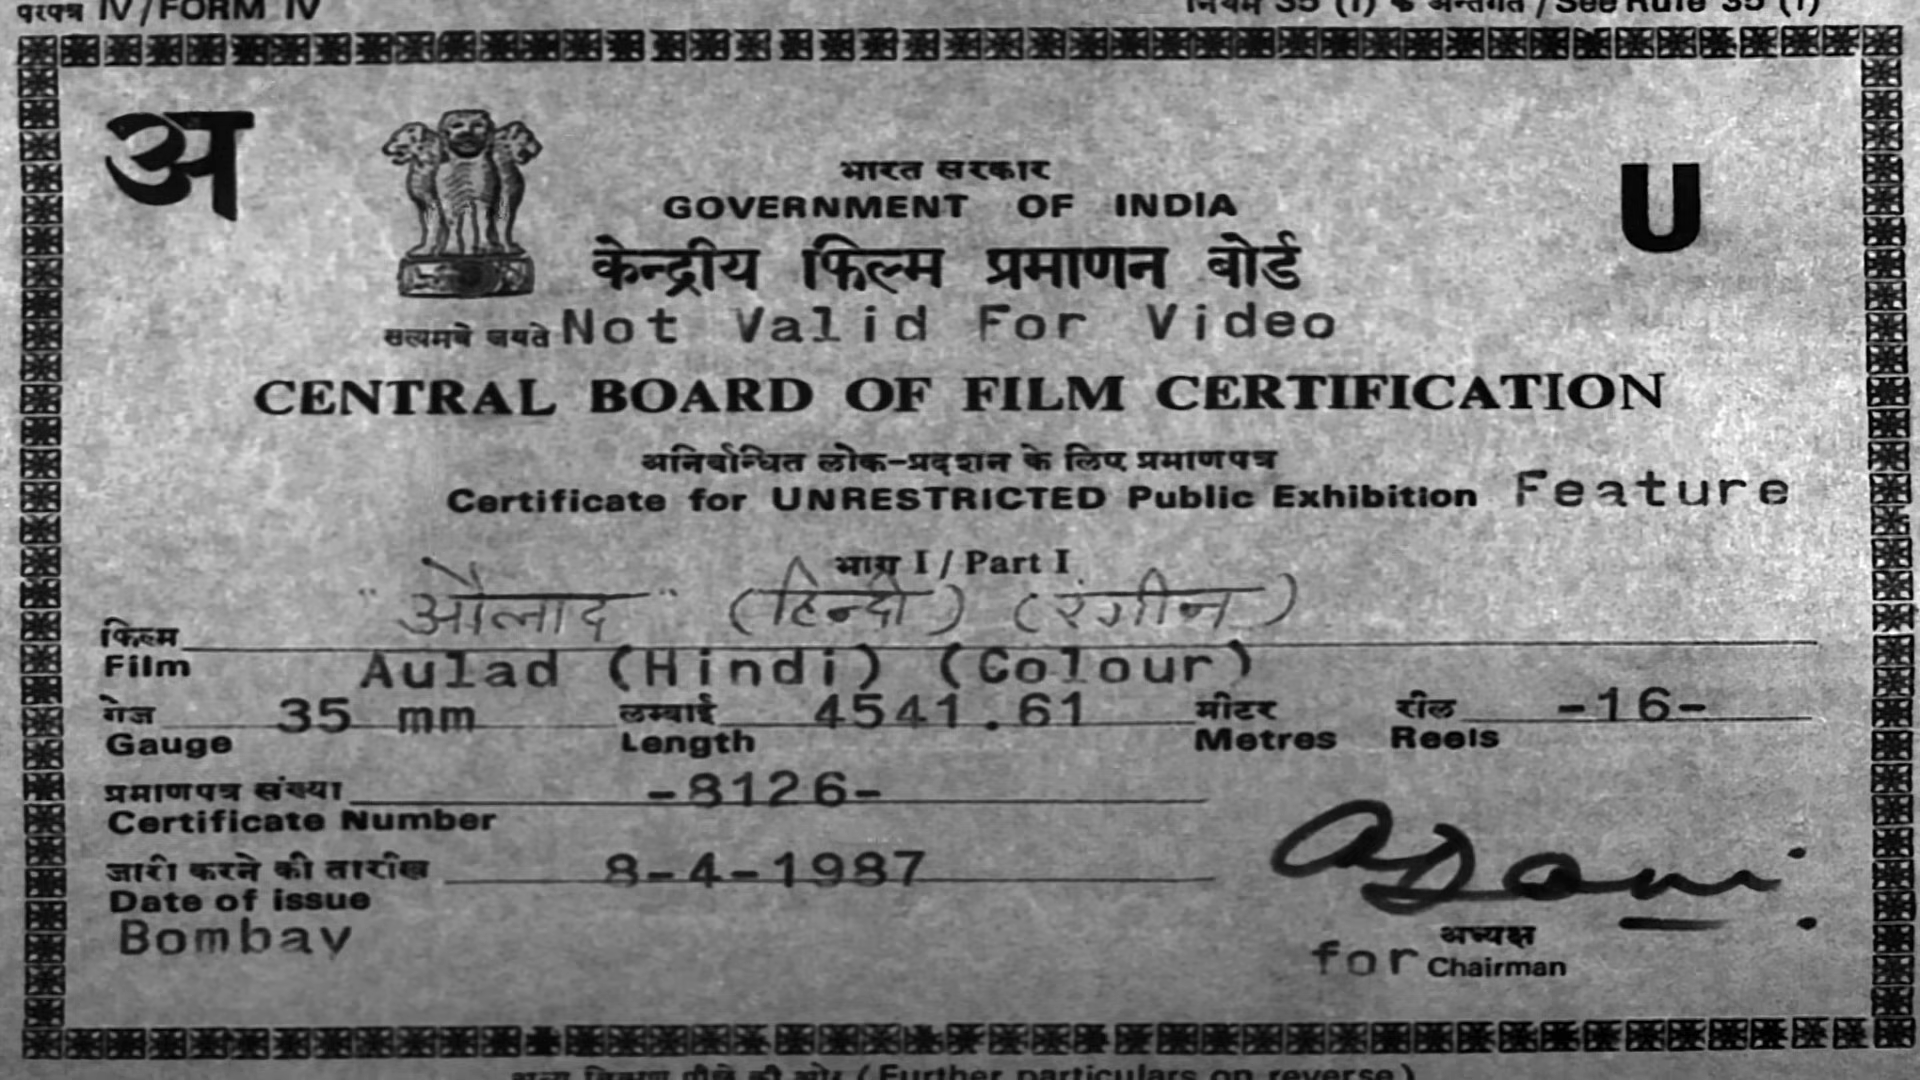 परपत्र IV/FORM IV
नियम 35 (1) के अन्तर्गत / See Rule 35 (1)
अ
U
भारत सरकार
GOVERNMENT OF INDIA
केन्द्रीय फिल्म प्रमाणन बोर्ड
सत्यमेव जयते Not Valid For Video
CENTRAL BOARD OF FILM CERTIFICATION
अनिर्बन्धित लोक-प्रदर्शन के लिए प्रमाणपत्र
Certificate for UNRESTRICTED Public Exhibition Feature
भाग I / Part I
फिल्म "औलाद" (हिन्दी) (रंगीन)
Film Aulad (Hindi) (Colour)
गेज 35 mm लम्बाई 4541.61 मीटर रील -16-
Gauge Length Metres Reels
प्रमाणपत्र संख्या -8126-
Certificate Number
जारी करने की तारीख 8-4-1987
Date of issue
Bombay
अध्यक्ष
for Chairman
(Further particulars on reverse)